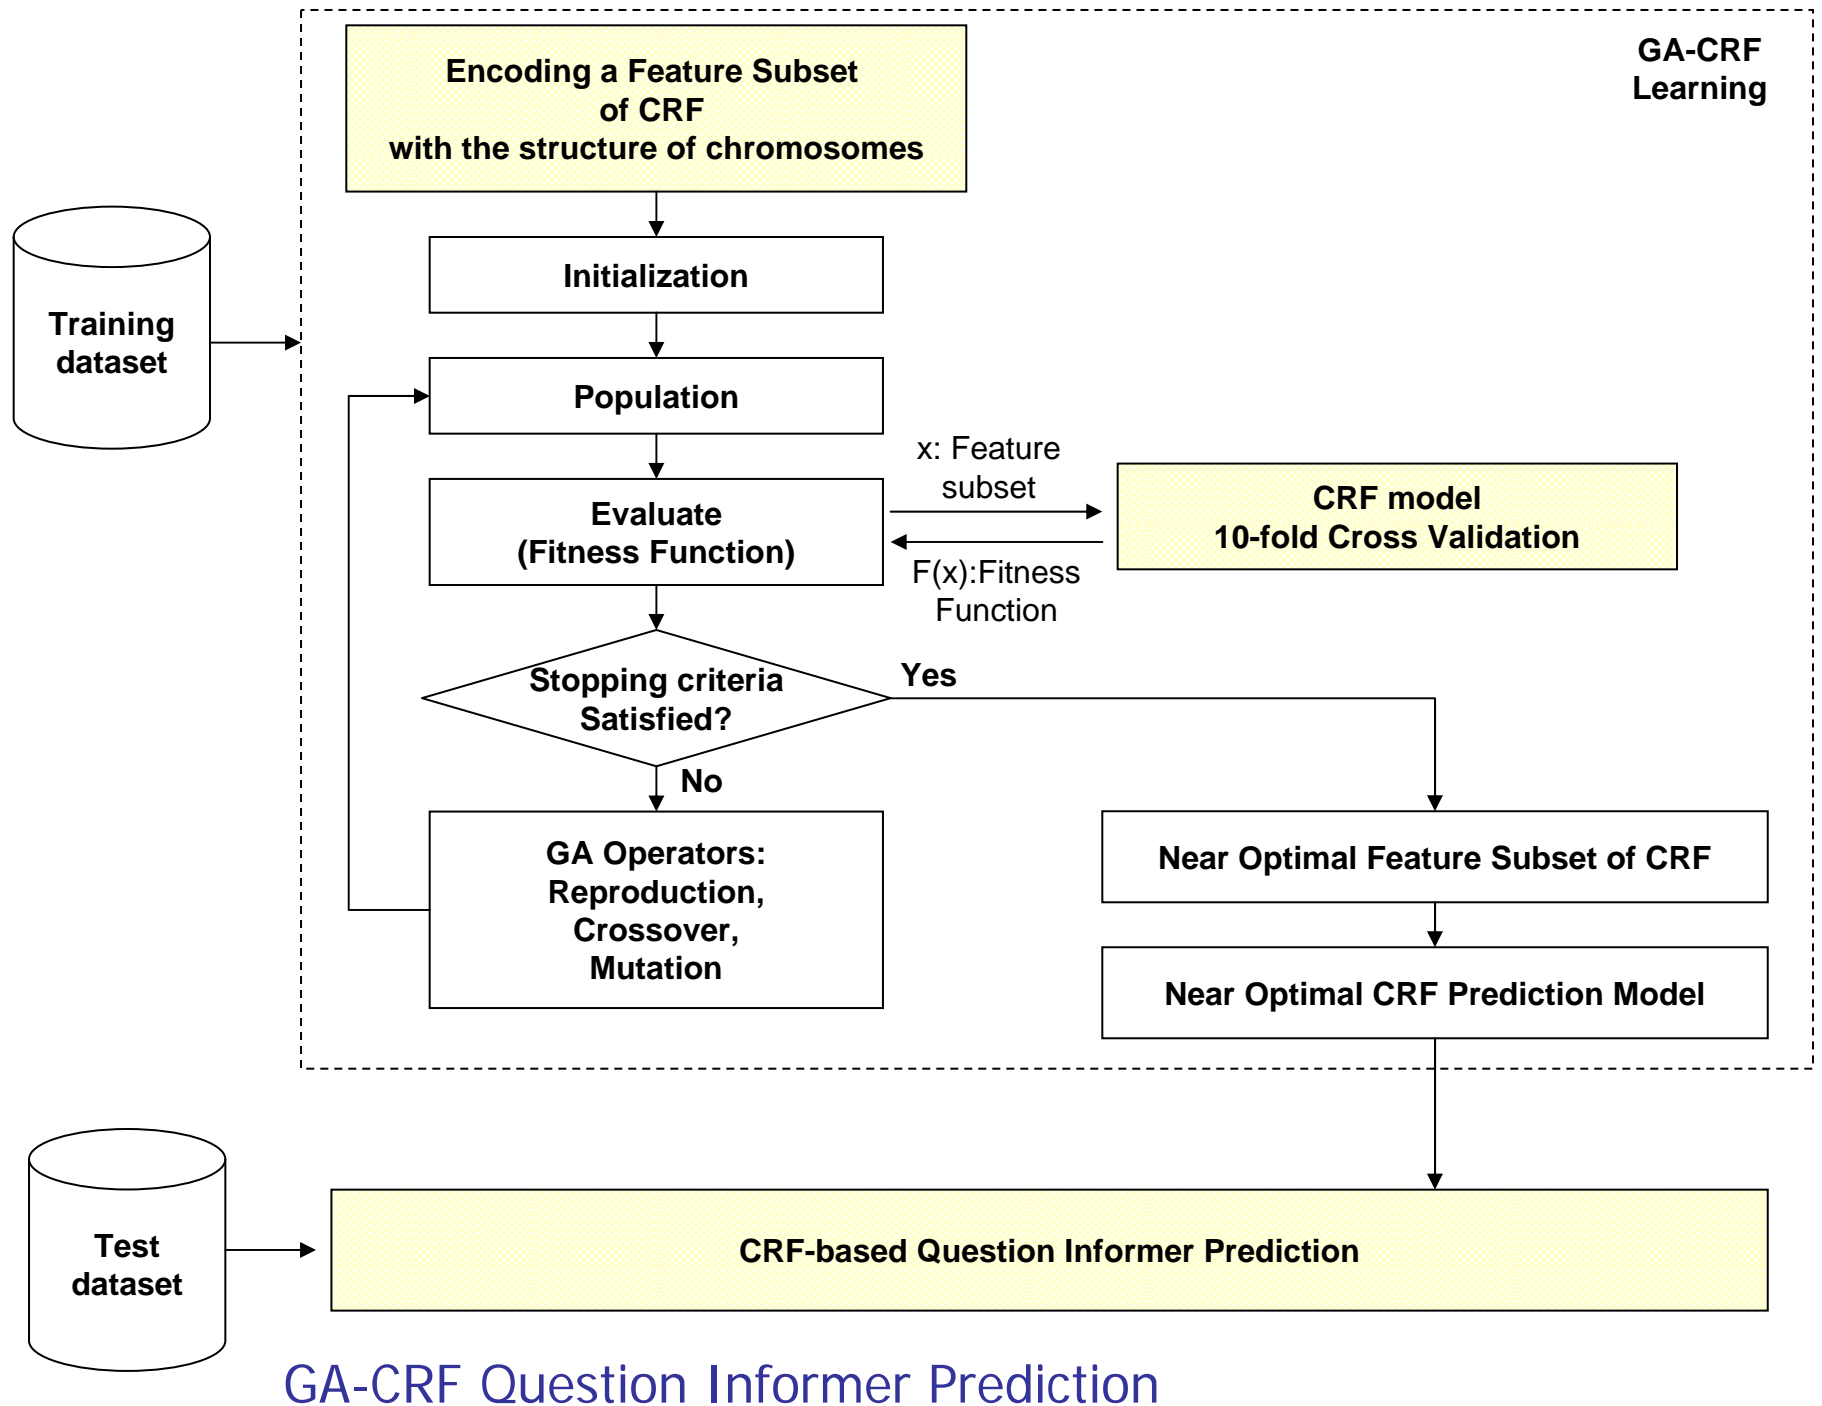 GA-CRF
Learning
Encoding a Feature Subset
of CRF
with the structure of chromosomes
Initialization
Training
dataset
Population
x: Feature
subset
Evaluate
(Fitness Function)
CRF model
10-fold Cross Validation
F(x):Fitness
Function
Stopping criteria
Satisfied?
Yes
No
GA Operators:
Reproduction,
Crossover,
Mutation
Near Optimal Feature Subset of CRF
Near Optimal CRF Prediction Model
Test
dataset
CRF-based Question Informer Prediction
GA-CRF Question Informer Prediction